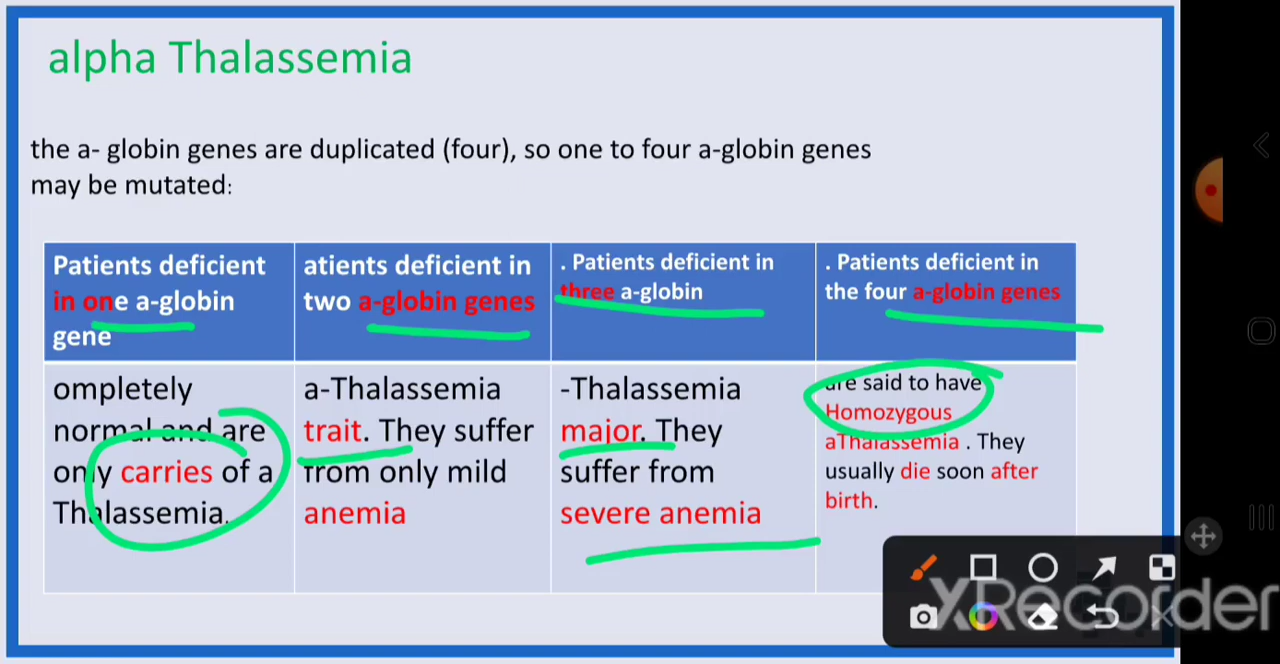 alpha Thalassemia
the a- globin genes are duplicated (four), so one to four a-globin genes
may be mutated:
Patients deficient
in one a-globin
gene
atients deficient in
two a-globin genes
. Patients deficient in
three a-globin
. Patients deficient in
the four a-globin genes
ompletely
normal and are
only carries of a
Thalassemia.
a-Thalassemia
trait. They suffer
from only mild
anemia
-Thalassemia
major. They
suffer from
severe anemia
are said to have
Homozygous
aThalassemia . They
usually die soon after
birth.
XRecorder